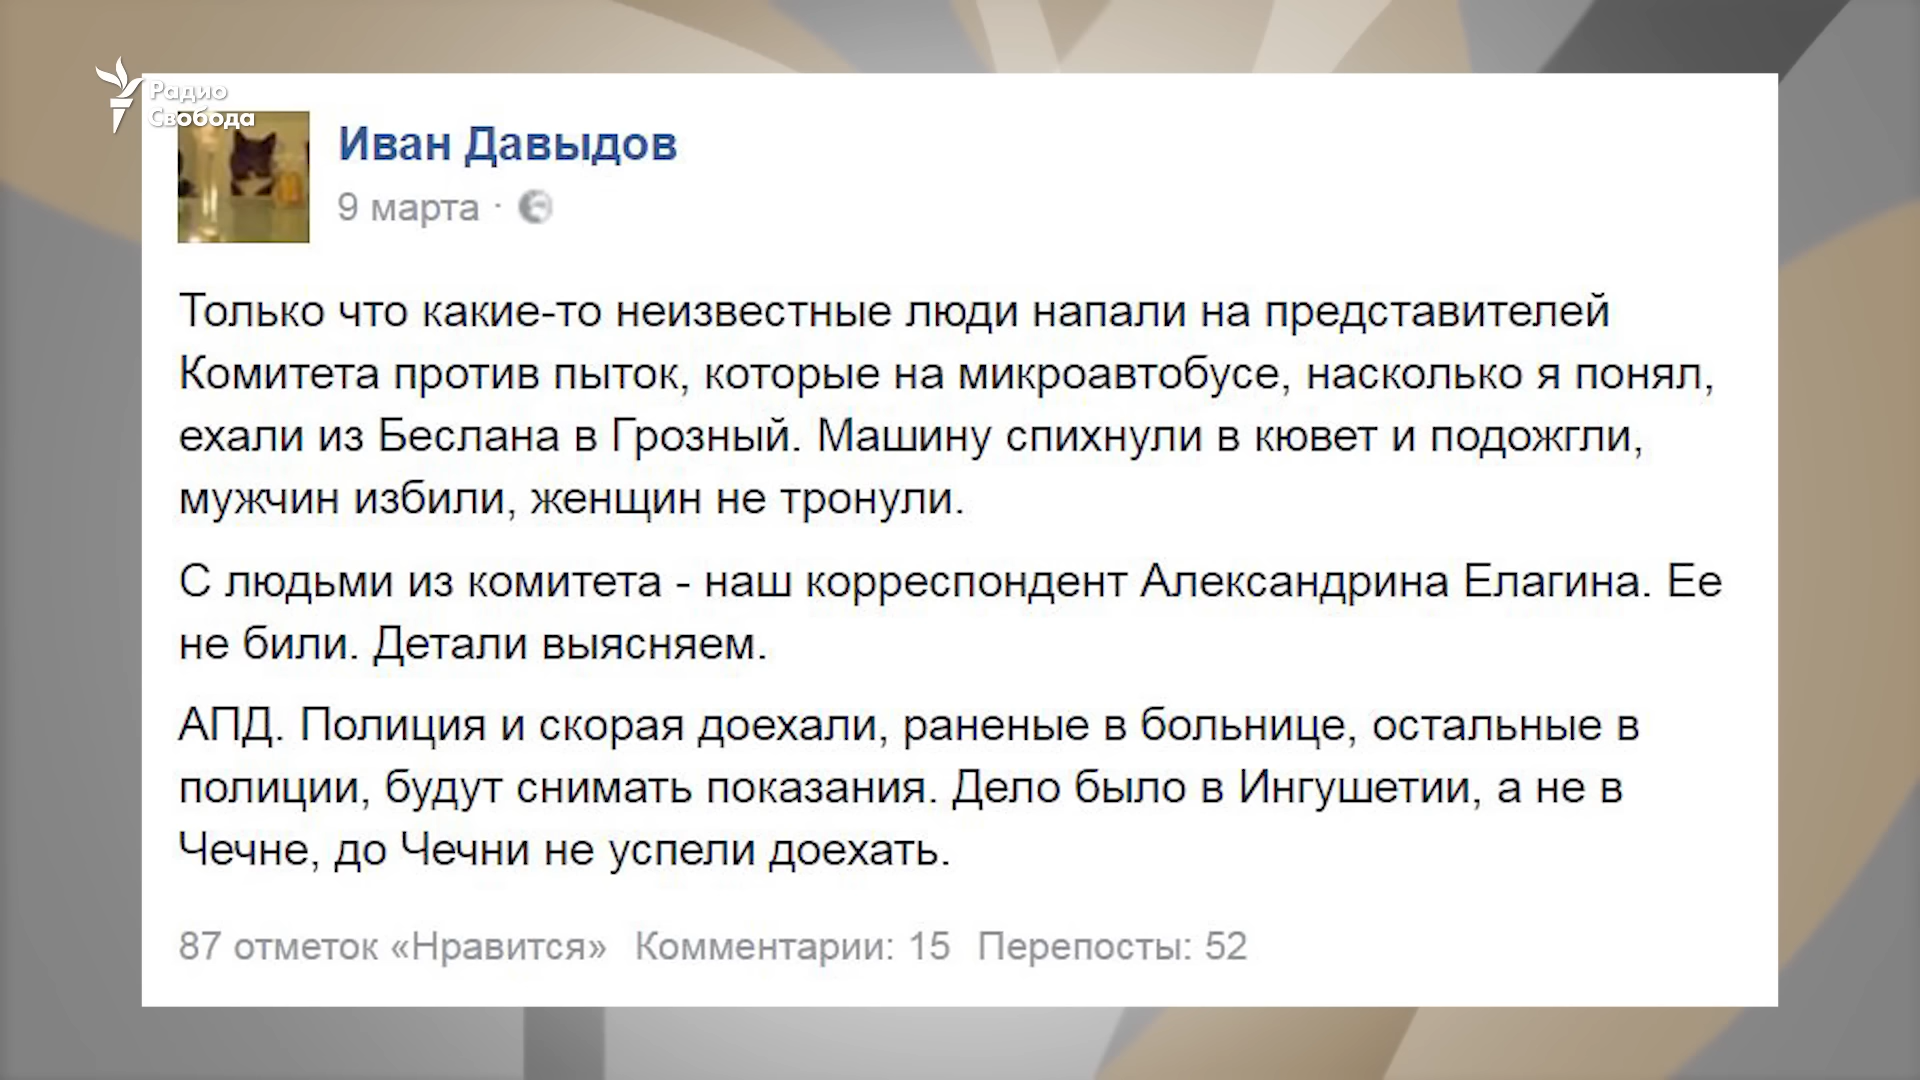 Радио
Свобода
Иван Давыдов
9 марта ·
Только что какие-то неизвестные люди напали на представителей
Комитета против пыток, которые на микроавтобусе, насколько я понял,
ехали из Беслана в Грозный. Машину спихнули в кювет и подожгли,
мужчин избили, женщин не тронули.
С людьми из комитета - наш корреспондент Александрина Елагина. Ее
не били. Детали выясняем.
АПД. Полиция и скорая доехали, раненые в больнице, остальные в
полиции, будут снимать показания. Дело было в Ингушетии, а не в
Чечне, до Чечни не успели доехать.
87 отметок «Нравится» Комментарии: 15 Перепосты: 52